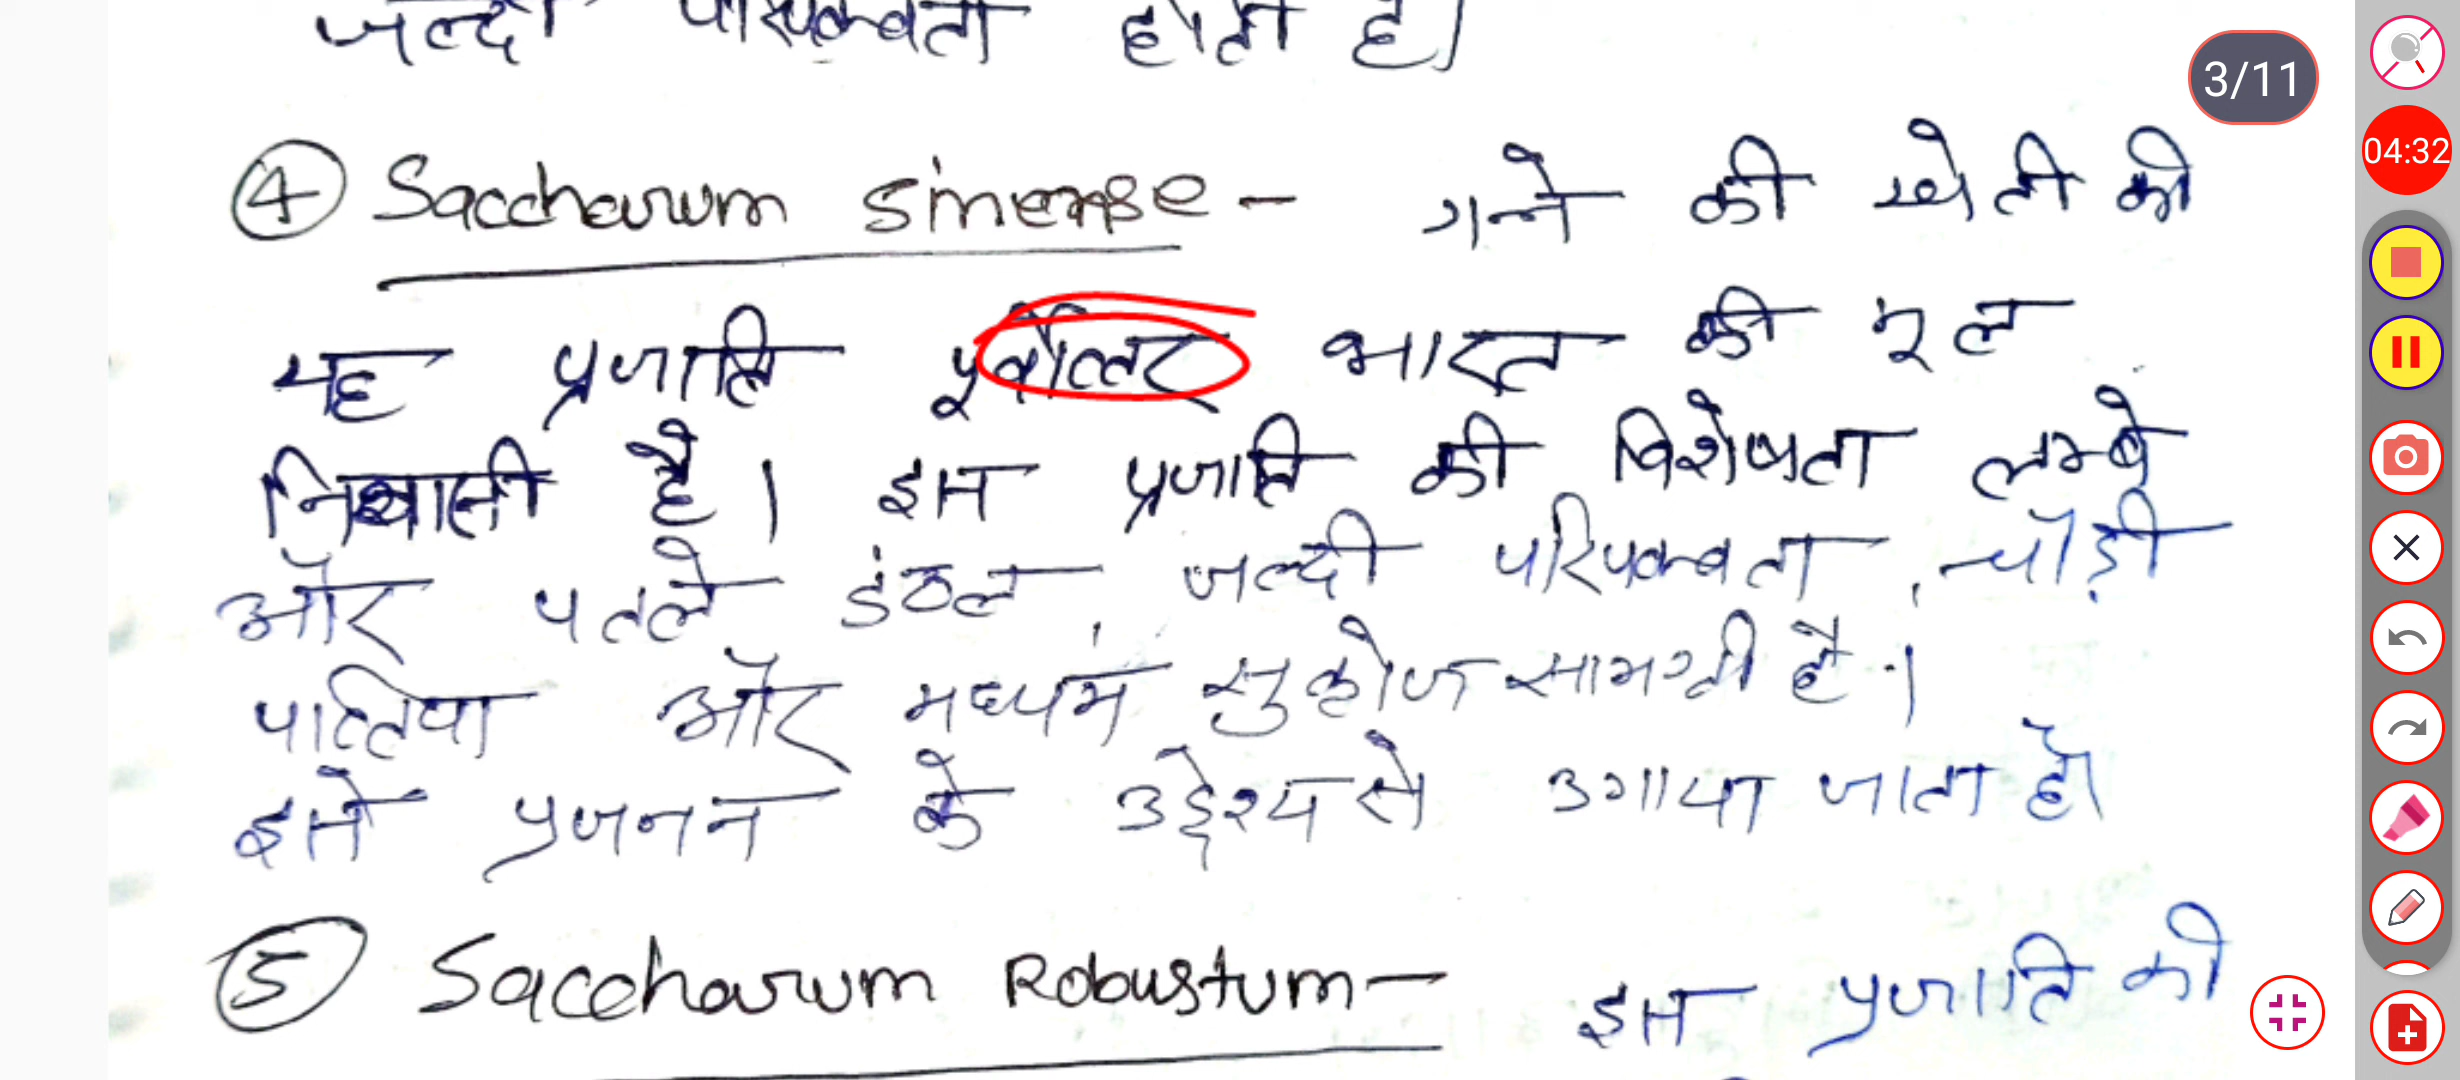 जल्दी परिपक्वता होती है।
3/11
04:32
④ Saccharum sinense - गन्ने की खेती की
यह प्रजाति पूर्वोत्तर भारत की मूल
निवासी है। इस प्रजाति की विशेषता लम्बे
और पतले डंठल, जल्दी परिपक्वता, चौड़ी
पत्तिया और मध्यम सुक्रोज सामग्री है।
इसे प्रजनन के उद्देश्य से उगाया जाता है।
⑤ Saccharum Robustum - इस प्रजाति की